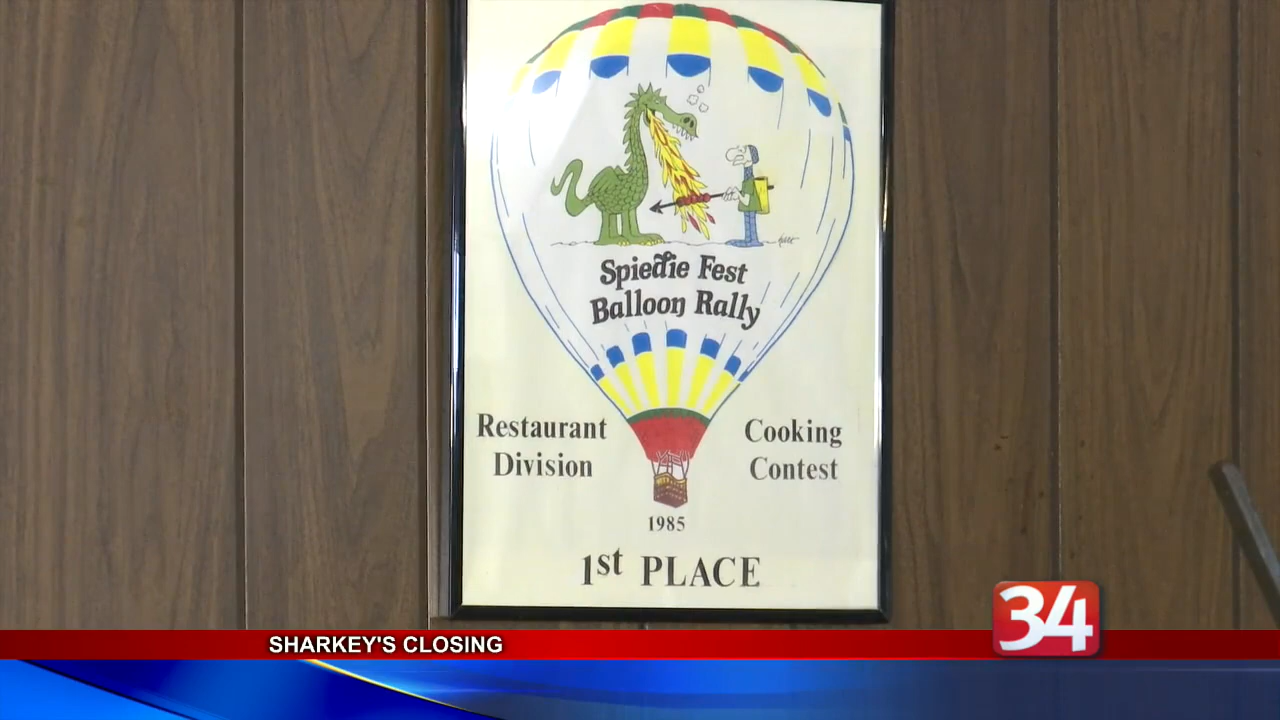 Spiedie Fest
Balloon Rally
Restaurant
Division
Cooking
Contest
1985
1st PLACE
SHARKEY'S CLOSING
34